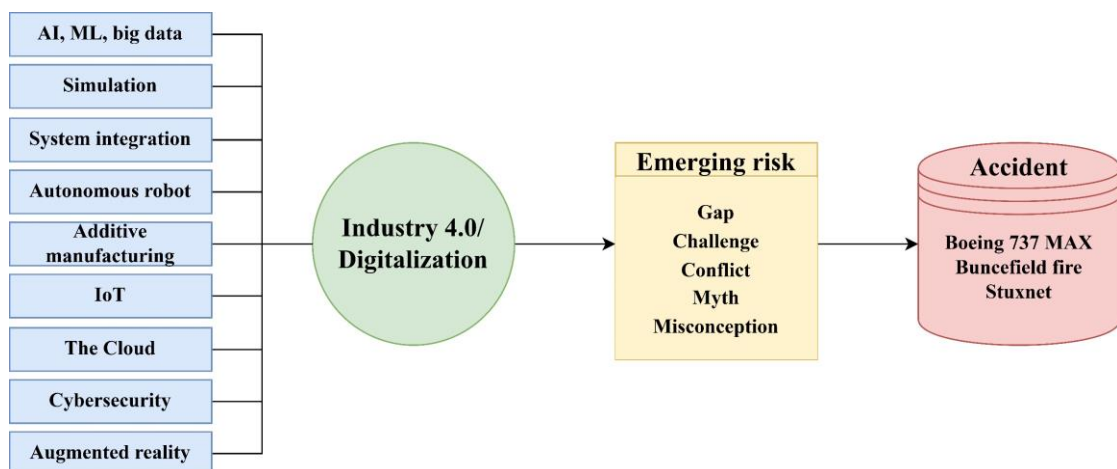 AI, ML, big data
Simulation
System integration
Autonomous robot
Additive
manufacturing
IoT
The Cloud
Cybersecurity
Augmented reality
Industry 4.0/
Digitalization
Emerging risk
Gap
Challenge
Conflict
Myth
Misconception
Accident
Boeing 737 MAX
Buncefield fire
Stuxnet